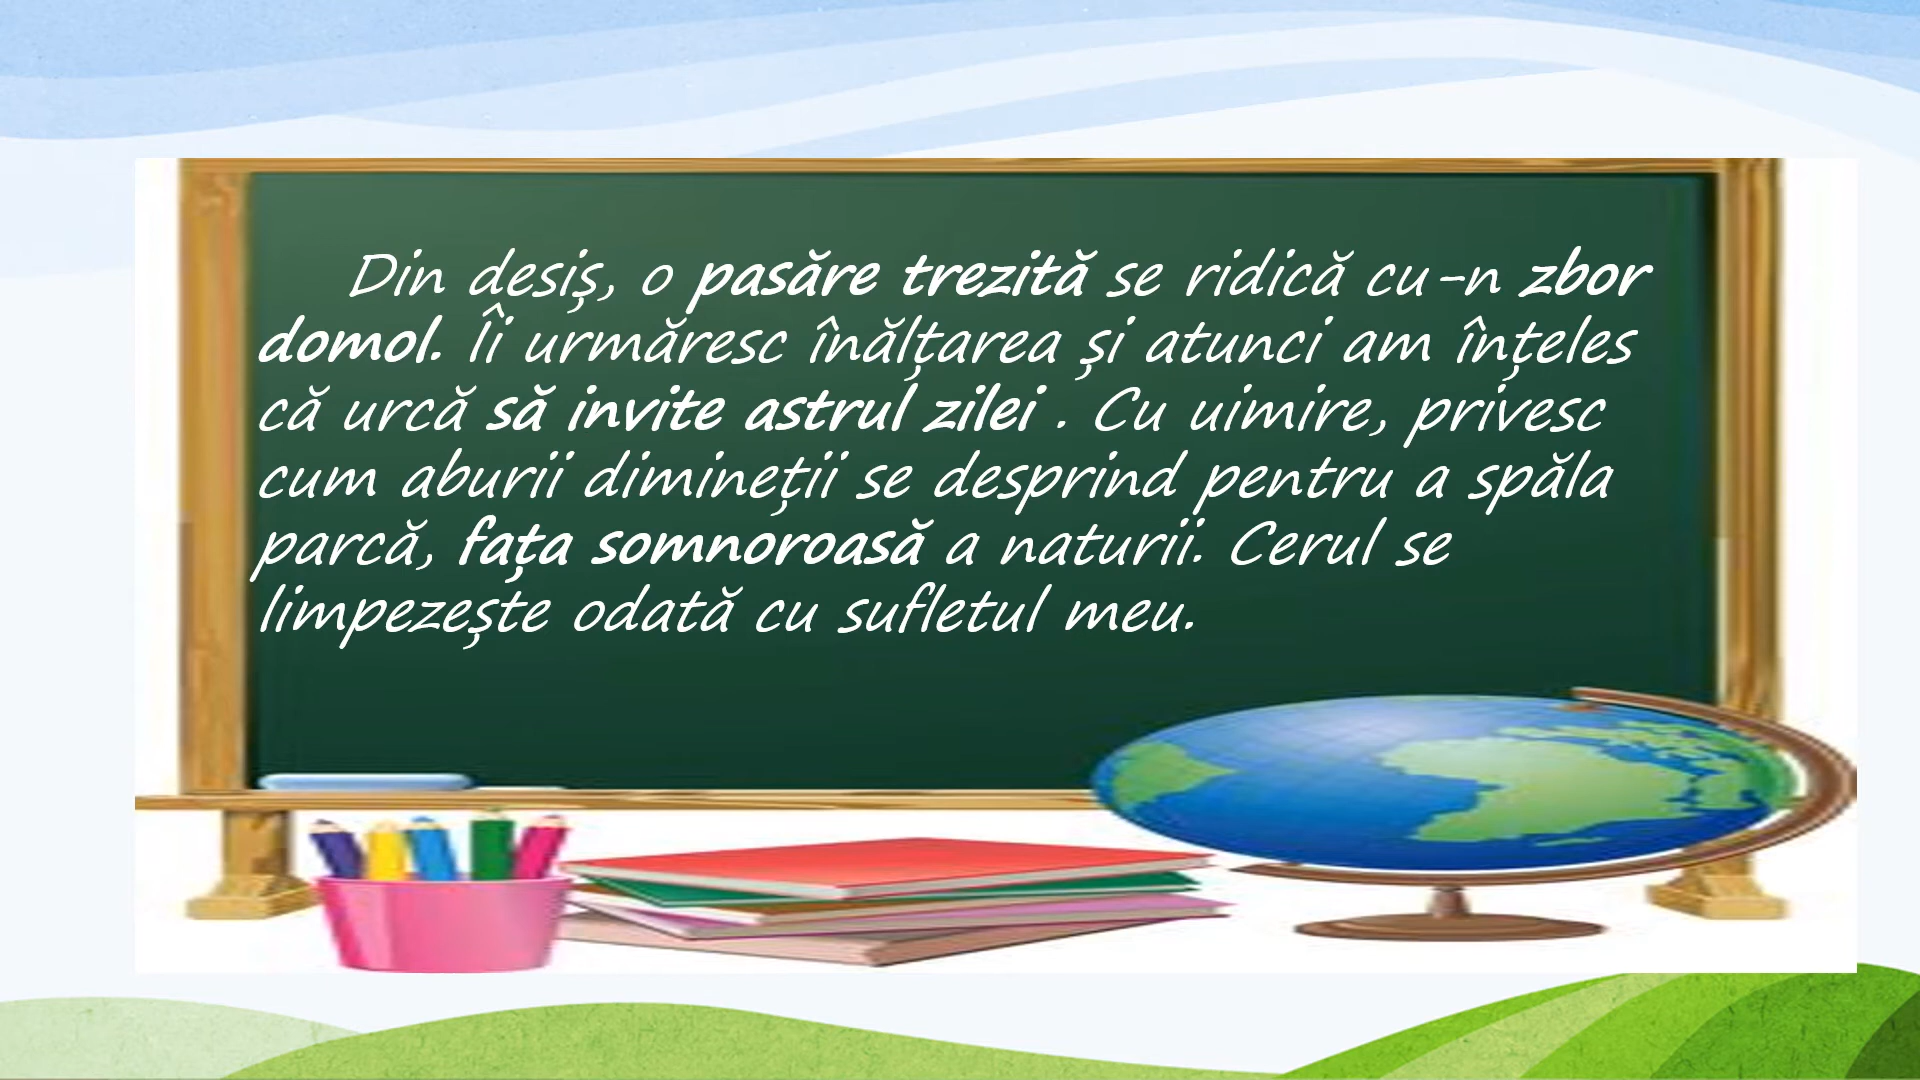 Din desiș, o pasăre trezită se ridică cu-n zbor
domol. Îi urmăresc înălțarea și atunci am înțeles
că urcă să invite astrul zilei . Cu uimire, privesc
cum aburii dimineții se desprind pentru a spăla
parcă, fața somnoroasă a naturii. Cerul se
limpezește odată cu sufletul meu.